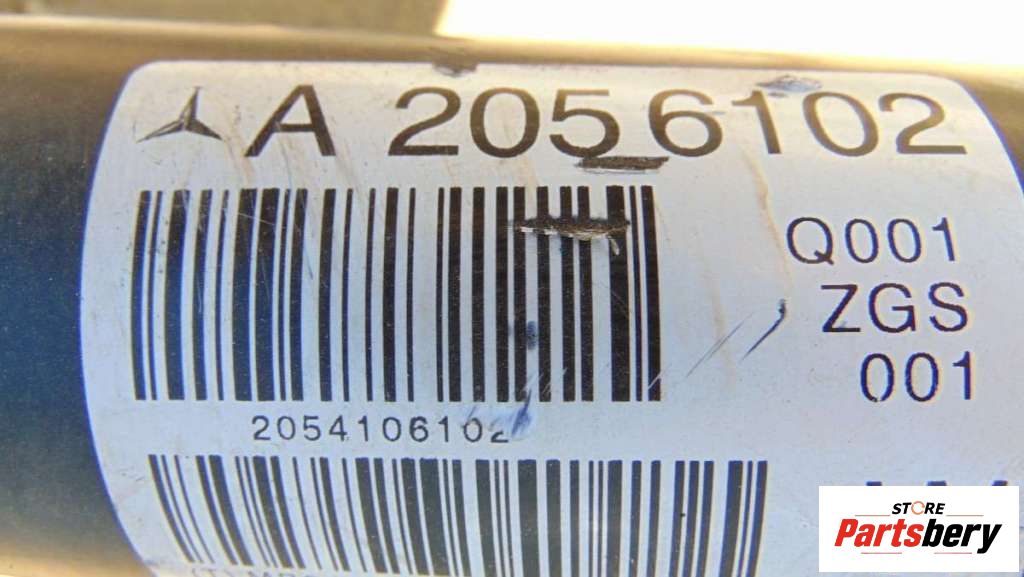 A 205 6102
Q001
ZGS
001
2054106102
STORE
Partsbery